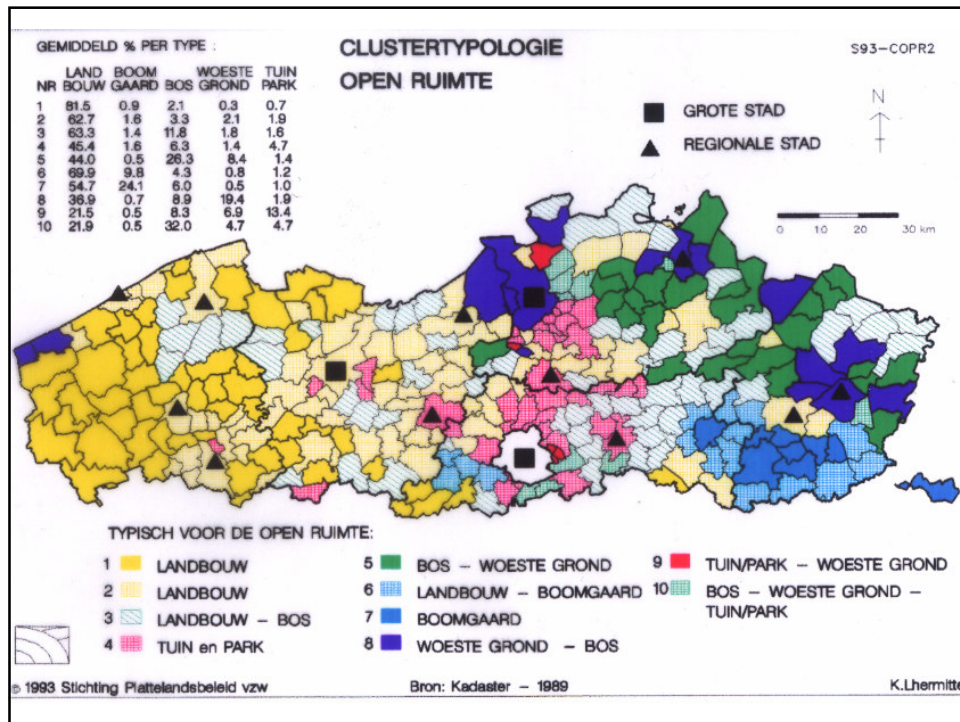 GEMIDDELD % PER TYPE :
LAND BOOM WOESTE TUIN
NR BOUW GAARD BOS GROND PARK
1 81.5 0.9 2.1 0.3 0.7
2 62.7 1.6 3.3 2.1 1.9
3 63.3 1.4 11.8 1.8 1.6
4 45.4 1.6 6.3 1.4 4.7
5 44.0 0.5 26.3 8.4 1.4
6 69.9 9.8 4.3 0.8 1.2
7 54.7 24.1 6.0 0.5 1.0
8 36.9 0.7 8.9 19.4 1.9
9 21.5 0.5 8.3 6.9 13.4
10 21.9 0.5 32.0 4.7 4.7
CLUSTERTYPOLOGIE
OPEN RUIMTE
S93-COPR2
GROTE STAD
REGIONALE STAD
N
0 10 20 30 km
TYPISCH VOOR DE OPEN RUIMTE:
1 LANDBOUW
2 LANDBOUW
3 LANDBOUW - BOS
4 TUIN en PARK
5 BOS - WOESTE GROND
6 LANDBOUW - BOOMGAARD
7 BOOMGAARD
8 WOESTE GROND - BOS
9 TUIN/PARK - WOESTE GROND
10 BOS - WOESTE GROND -
TUIN/PARK
© 1993 Stichting Plattelandsbeleid vzw
Bron: Kadaster - 1989
K.Lhermitte